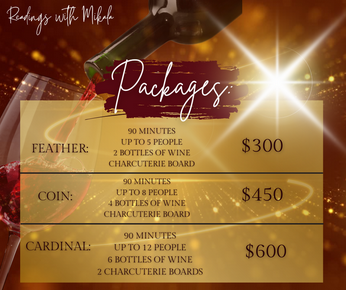 Readings with Mikala
Packages:
FEATHER:
90 MINUTES
UP TO 5 PEOPLE
2 BOTTLES OF WINE
CHARCUTERIE BOARD
$300
COIN:
90 MINUTES
UP TO 8 PEOPLE
4 BOTTLES OF WINE
CHARCUTERIE BOARD
$450
CARDINAL:
90 MINUTES
UP TO 12 PEOPLE
6 BOTTLES OF WINE
2 CHARCUTERIE BOARDS
$600